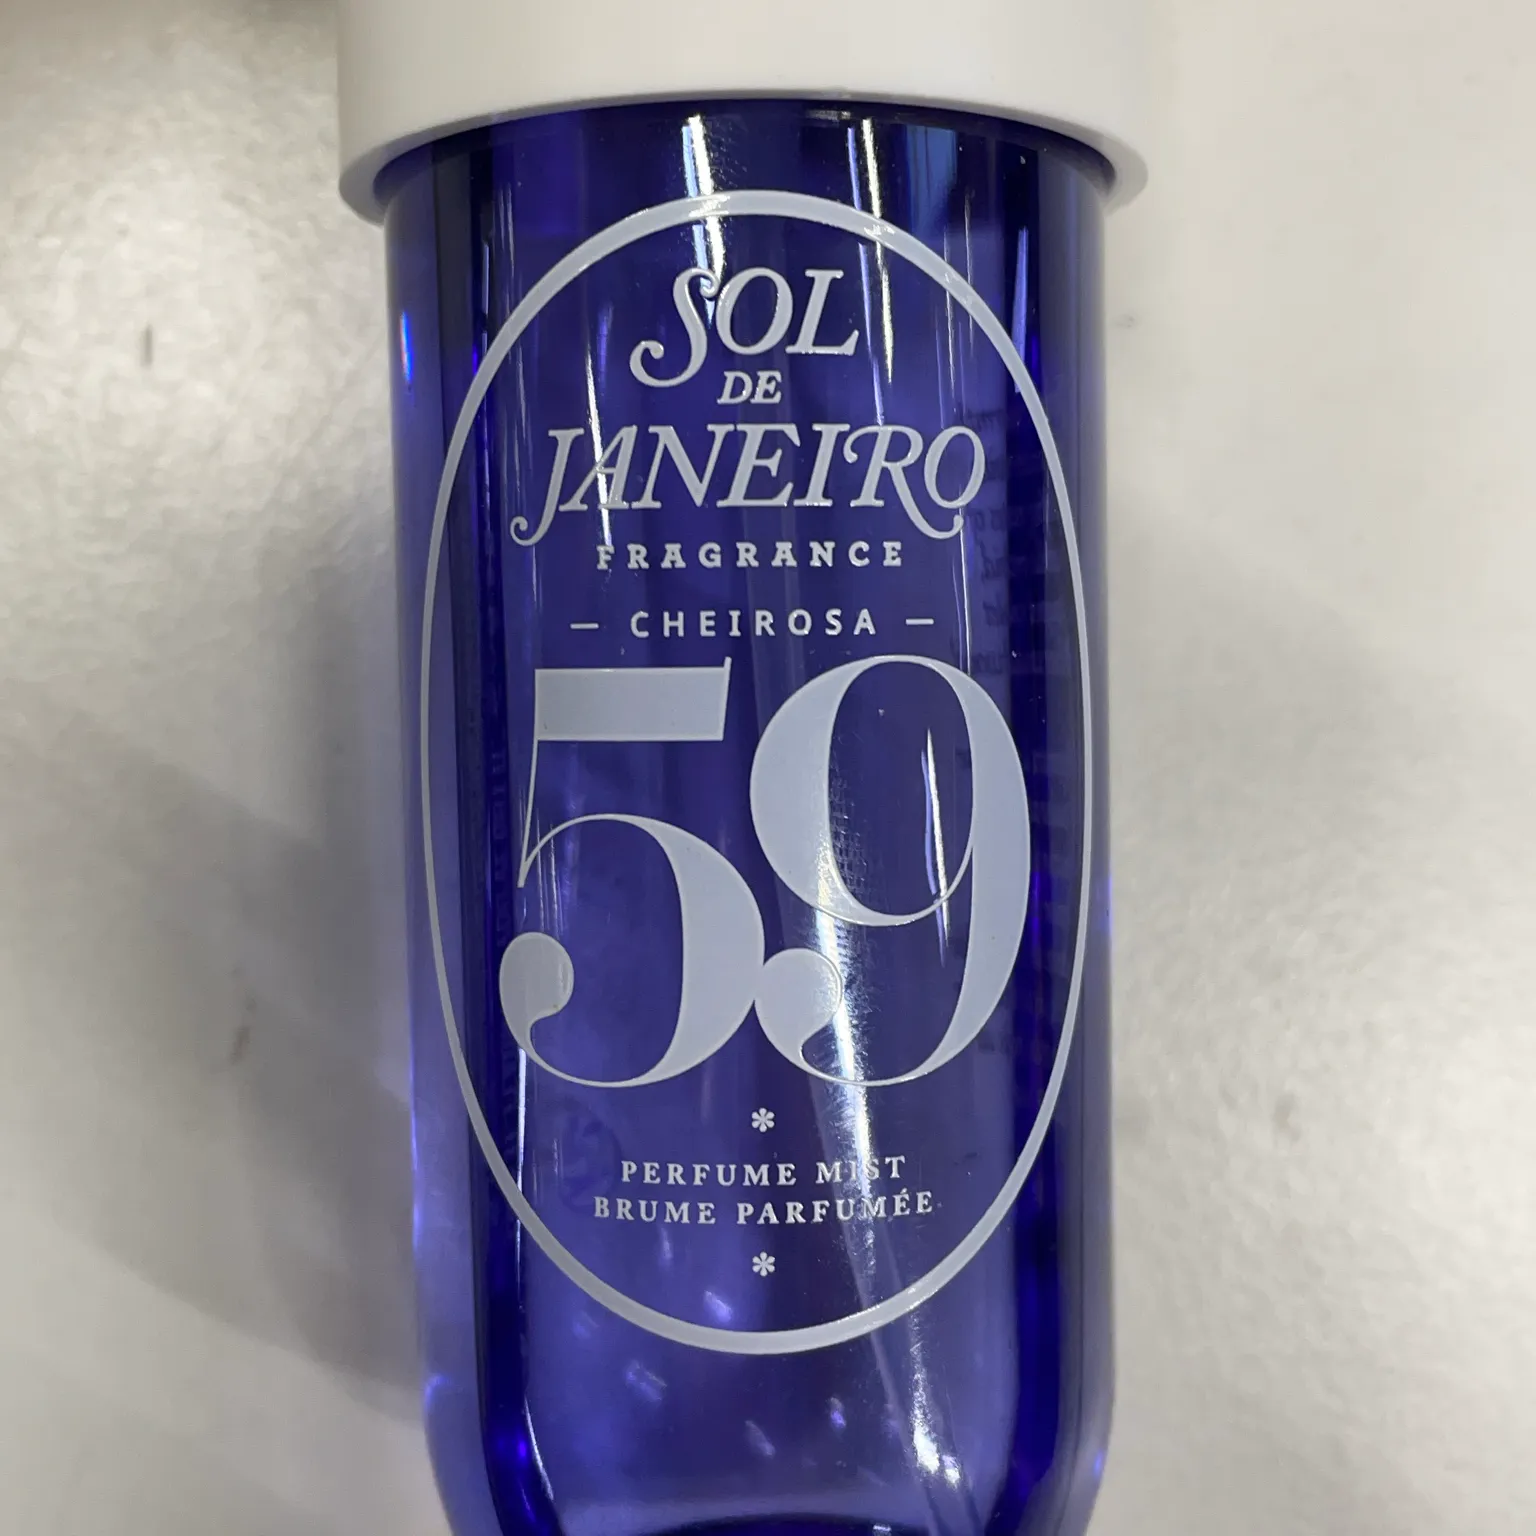 SOL
DE
JANEIRO
FRAGRANCE
— CHEIROSA —
59
*
PERFUME MIST
BRUME PARFUMÉE
*